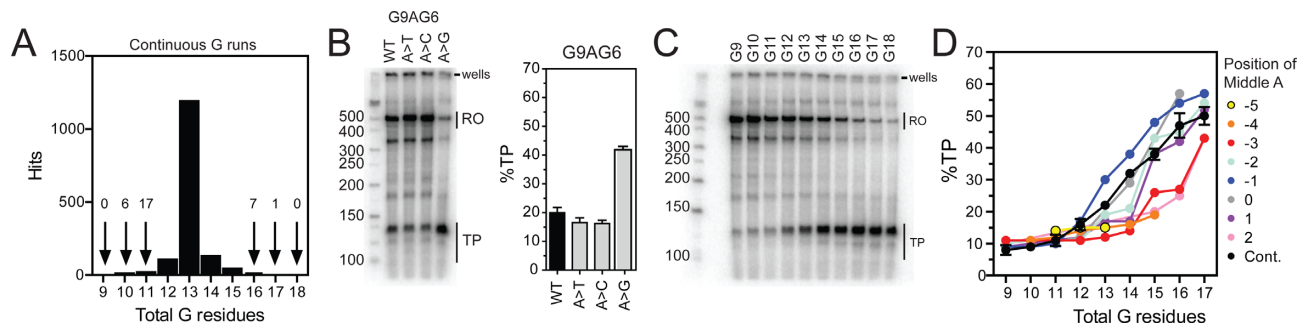 A
Continuous G runs
1500
1000
500
0
Hits
0 6 17 7 1 0
9 10 11 12 13 14 15 16 17 18
Total G residues
B
G9AG6
WT A>T A>C A>G
wells
500
400
300
250
200
150
100
RO
TP
G9AG6
70
60
50
40
30
20
10
0
%TP
WT A>T A>C A>G
C
G9 G10 G11 G12 G13 G14 G15 G16 G17 G18
wells
500
400
300
250
200
150
100
RO
TP
D
70
60
50
40
30
20
10
0
%TP
9 10 11 12 13 14 15 16 17
Total G residues
Position of
Middle A
-5
-4
-3
-2
-1
0
1
2
Cont.